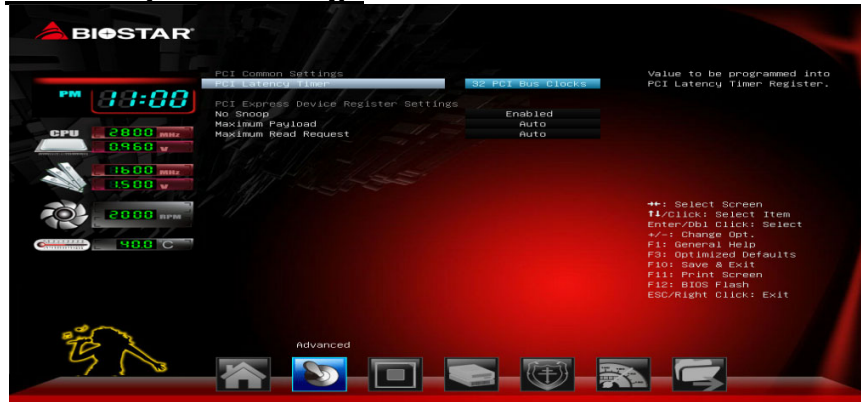 BIOSTAR
PCI Common Settings
PCI Latency Timer 92 PCI Bus Clocks
PCI Express Device Register Settings
No Snoop Enabled
Maximum Payload Auto
Maximum Read Request Auto
Value to be programmed into
PCI Latency Timer Register.
PM 11:00
CPU 2800 MHz
0.960 V
1600 MHz
1.500 V
2000 RPM
40.0 C
→←: Select Screen
↑↓/Click: Select Item
Enter/Dbl Click: Select
+/-: Change Opt.
F1: General Help
F3: Optimized Defaults
F10: Save & Exit
F11: Print Screen
F12: BIOS Flash
ESC/Right Click: Exit
Advanced